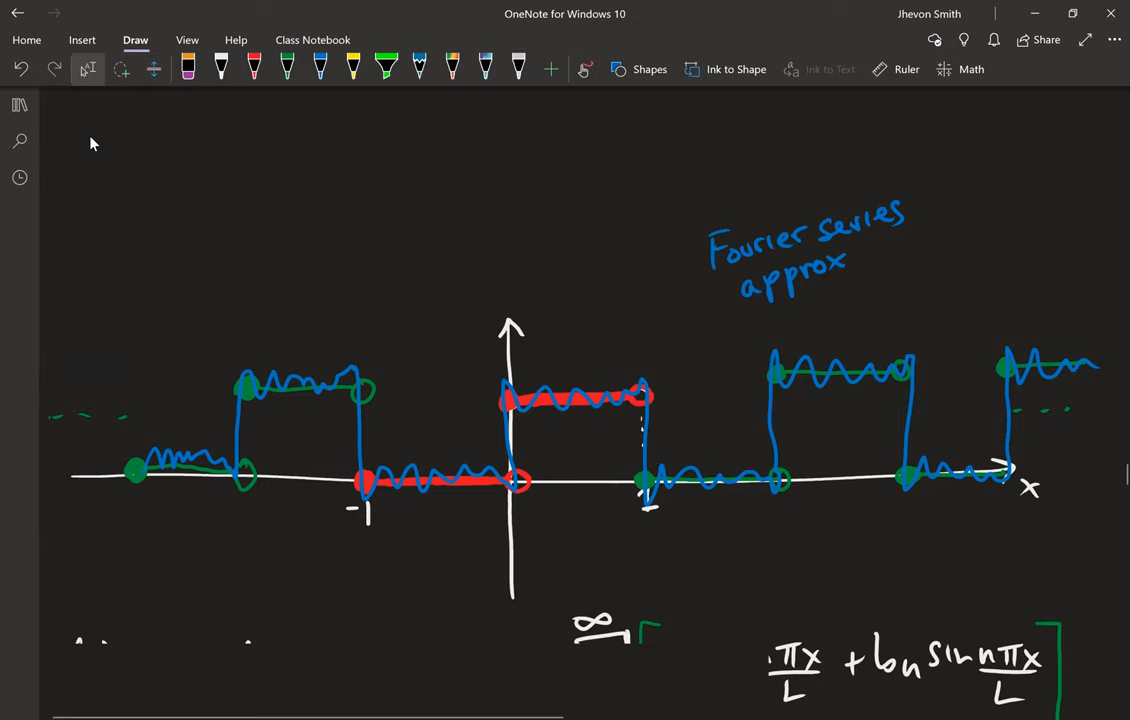 OneNote for Windows 10
Jhevon Smith
Home Insert Draw View Help Class Notebook
Share
Shapes Ink to Shape Ink to Text Ruler Math
Fourier series
approx
-1
x
∞
πx/L + bn sin nπx/L